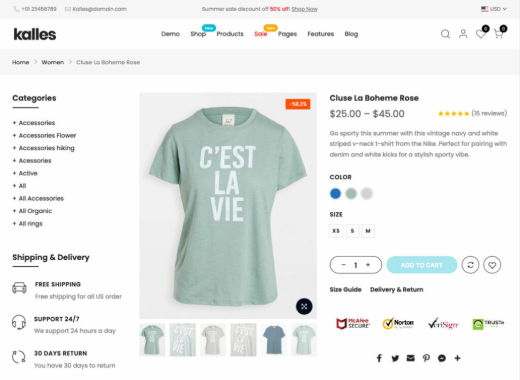 +01 23456789 Kalles@domain.com
Summer sale discount off 50% off! Shop Now
USD
kalles
Demo Shop New Products Sale Sale Pages Features Blog
0 0
Home > Women > Cluse La Boheme Rose
Categories
+ Accessories
+ Accessories Flower
+ Accessories hiking
+ Acessories
+ Active
+ All
+ All Accessories
+ All Organic
+ All rings
Shipping & Delivery
FREE SHIPPING
Free shipping for all US order
SUPPORT 24/7
We support 24 hours a day
30 DAYS RETURN
You have 30 days to return
-58.3%
C'EST
LA
VIE
Cluse La Boheme Rose
$25.00 – $45.00
(15 reviews)
Go sporty this summer with this vintage navy and white
striped v-neck t-shirt from the Nike. Perfect for pairing with
denim and white kicks for a stylish sporty vibe.
COLOR
SIZE
XS S M
− 1 +
ADD TO CART
Size Guide Delivery & Return
McAfee
SECURE
Norton
VeriSign
TRUSTe